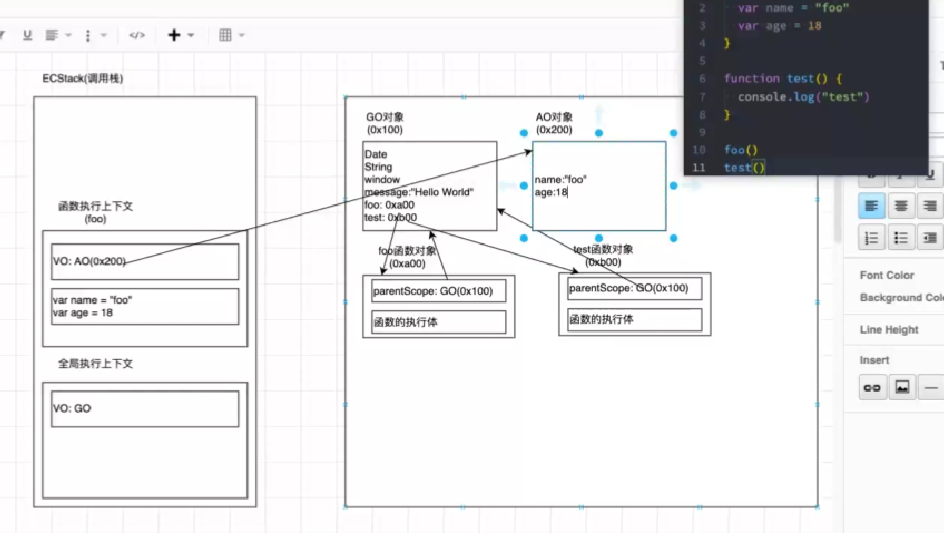 ECStack(调用栈)
函数执行上下文
(foo)
VO: AO(0x200)
var name = "foo"
var age = 18
全局执行上下文
VO: GO
GO对象
(0x100)
Date
String
window
message:"Hello World"
foo: 0xa00
test: 0xb00
AO对象
(0x200)
name:"foo"
age:18
foo函数对象
(0xa00)
parentScope: GO(0x100)
函数的执行体
test函数对象
(0xb00)
parentScope: GO(0x100)
函数的执行体
2 var name = "foo"
3 var age = 18
4 }
5
6 function test() {
7 console.log("test")
8 }
9
10 foo()
11 test()
Font Color
Background Colo
Line Height
Insert